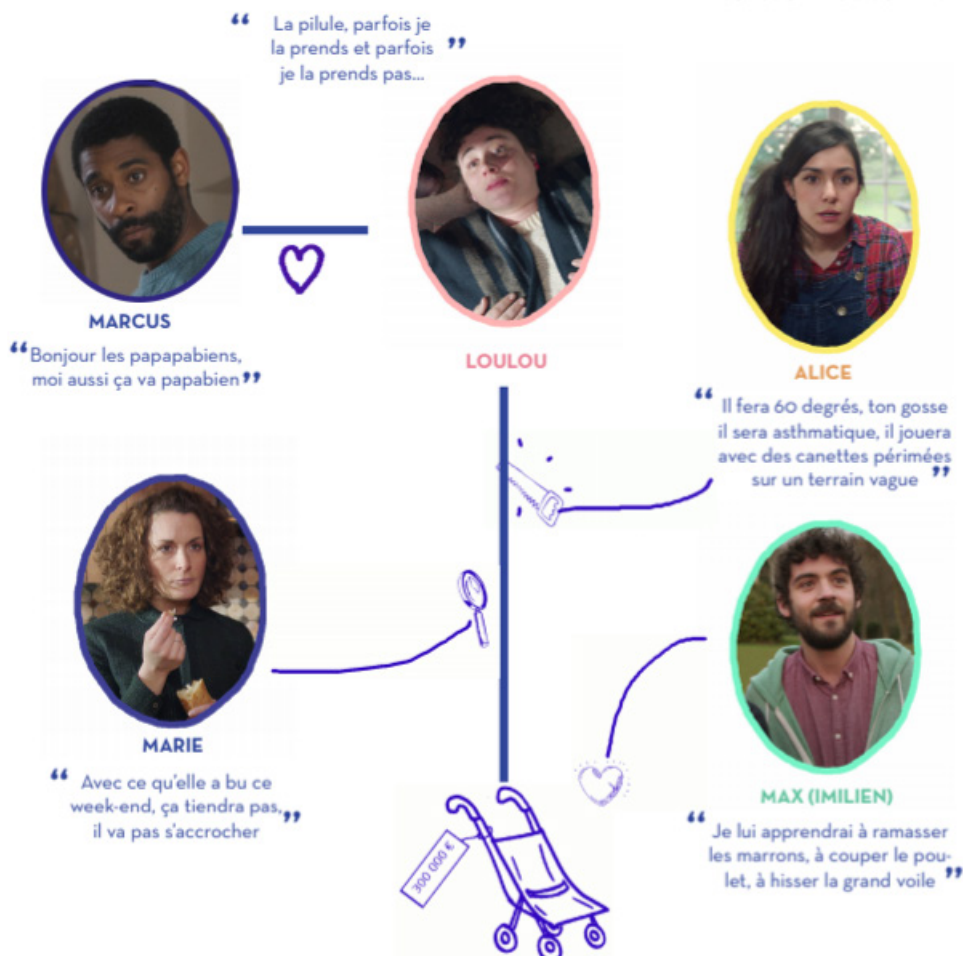 “ La pilule, parfois je
la prends et parfois ”
je la prends pas...
MARCUS
“ Bonjour les papapabiens,
moi aussi ça va papabien ”
LOULOU
ALICE
“ Il fera 60 degrés, ton gosse
il sera asthmatique, il jouera
avec des canettes périmées
sur un terrain vague ”
MARIE
“ Avec ce qu'elle a bu ce
week-end, ça tiendra pas, ”
il va pas s'accrocher
MAX (IMILIEN)
“ Je lui apprendrai à ramasser
les marrons, à couper le pou-
let, à hisser la grand voile ”
300 000 €